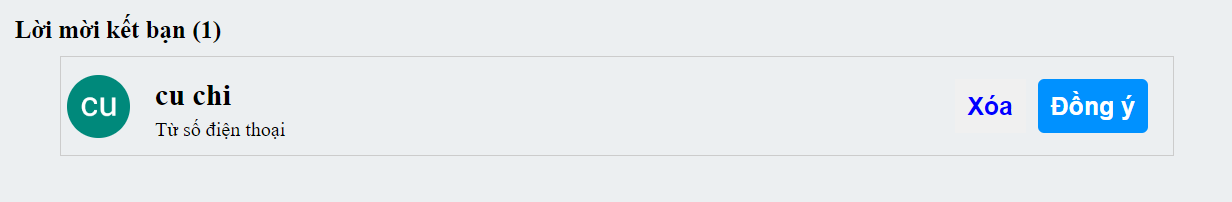 Lời mời kết bạn (1)
cu
cu chi
Từ số điện thoại
Xóa
Đồng ý